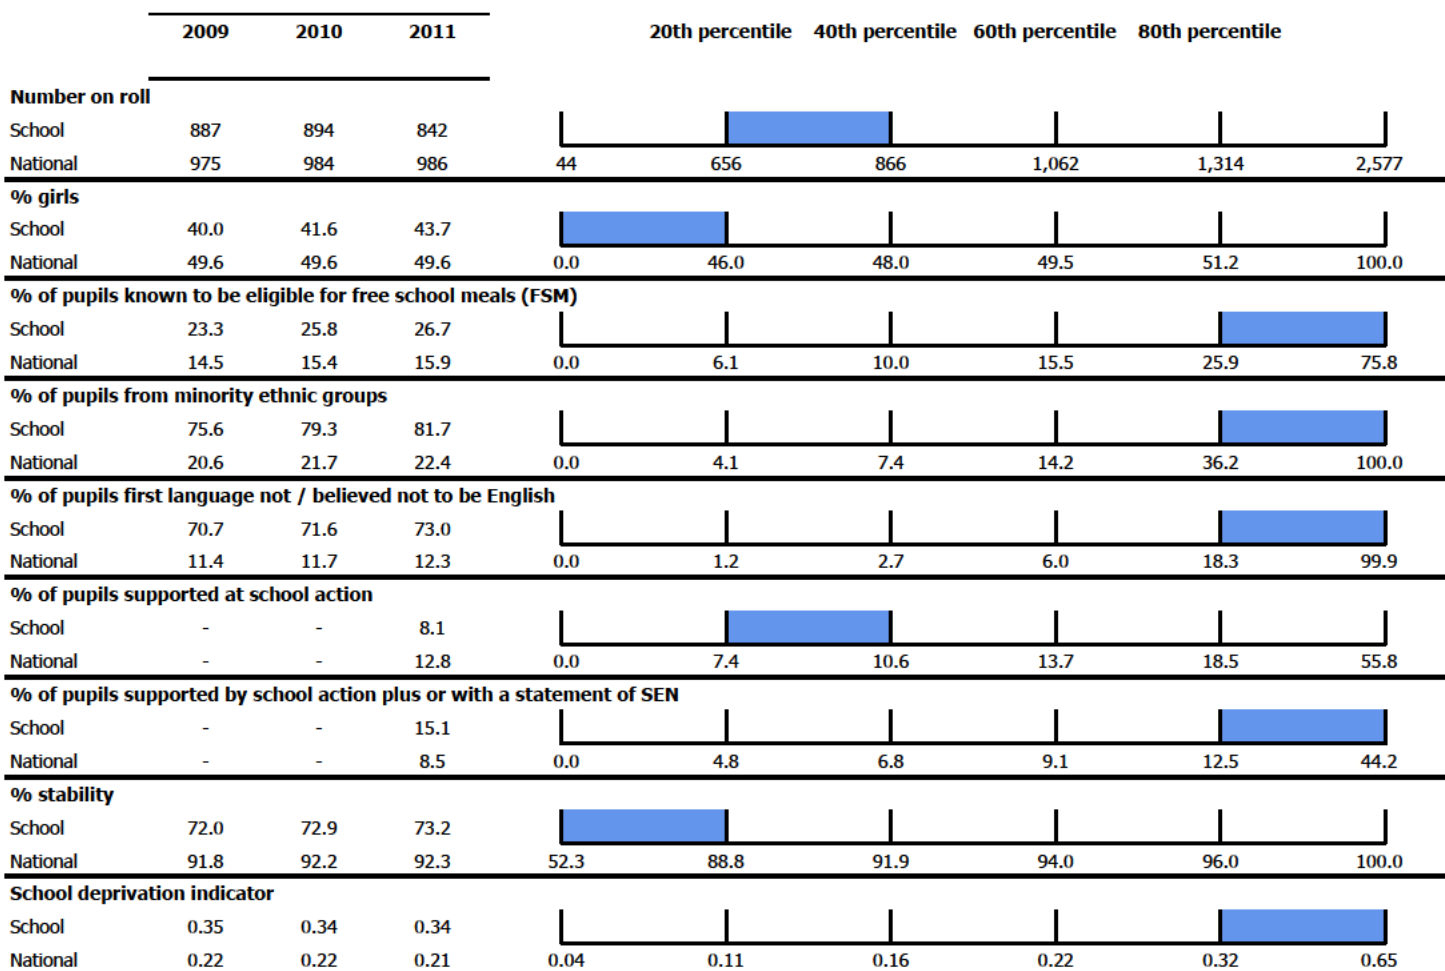 2009 2010 2011 20th percentile 40th percentile 60th percentile 80th percentile
Number on roll
School 887 894 842
National 975 984 986 44 656 866 1,062 1,314 2,577
% girls
School 40.0 41.6 43.7
National 49.6 49.6 49.6 0.0 46.0 48.0 49.5 51.2 100.0
% of pupils known to be eligible for free school meals (FSM)
School 23.3 25.8 26.7
National 14.5 15.4 15.9 0.0 6.1 10.0 15.5 25.9 75.8
% of pupils from minority ethnic groups
School 75.6 79.3 81.7
National 20.6 21.7 22.4 0.0 4.1 7.4 14.2 36.2 100.0
% of pupils first language not / believed not to be English
School 70.7 71.6 73.0
National 11.4 11.7 12.3 0.0 1.2 2.7 6.0 18.3 99.9
% of pupils supported at school action
School - - 8.1
National - - 12.8 0.0 7.4 10.6 13.7 18.5 55.8
% of pupils supported by school action plus or with a statement of SEN
School - - 15.1
National - - 8.5 0.0 4.8 6.8 9.1 12.5 44.2
% stability
School 72.0 72.9 73.2
National 91.8 92.2 92.3 52.3 88.8 91.9 94.0 96.0 100.0
School deprivation indicator
School 0.35 0.34 0.34
National 0.22 0.22 0.21 0.04 0.11 0.16 0.22 0.32 0.65